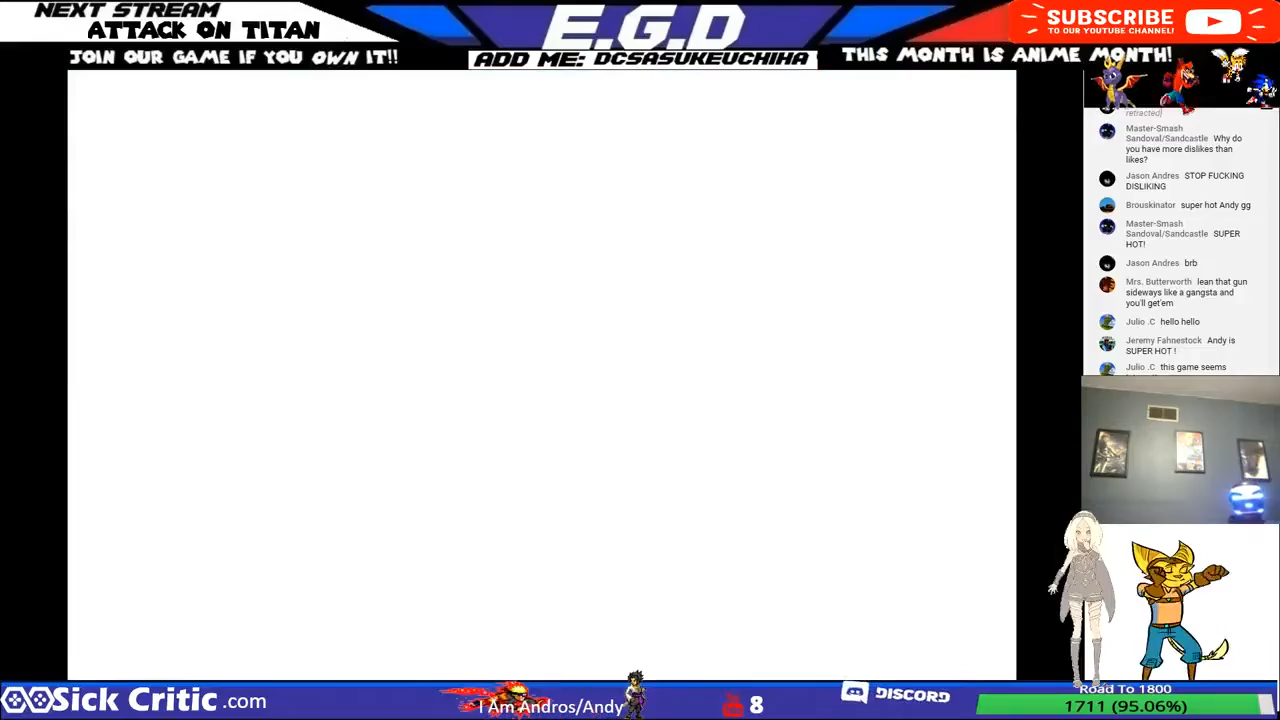 NEXT STREAM
ATTACK ON TITAN
JOIN OUR GAME IF YOU OWN IT!!
E.G.D
ADD ME: DCSASUKEUCHIHA
THIS MONTH IS ANIME MONTH!
SUBSCRIBE
TO OUR YOUTUBE CHANNEL!
retracted]
Master-Smash
Sandoval/Sandcastle Why do
you have more dislikes than
likes?
Jason Andres STOP FUCKING
DISLIKING
Brouskinator super hot Andy gg
Master-Smash
Sandoval/Sandcastle SUPER
HOT!
Jason Andres brb
Mrs. Butterworth lean that gun
sideways like a gangsta and
you'll get'em
Julio .C hello hello
Jeremy Fahnestock Andy is
SUPER HOT !
Julio .C this game seems
Sick Critic .com
I Am Andros/Andy
8
DISCORD
Road To 1800
1711 (95.06%)